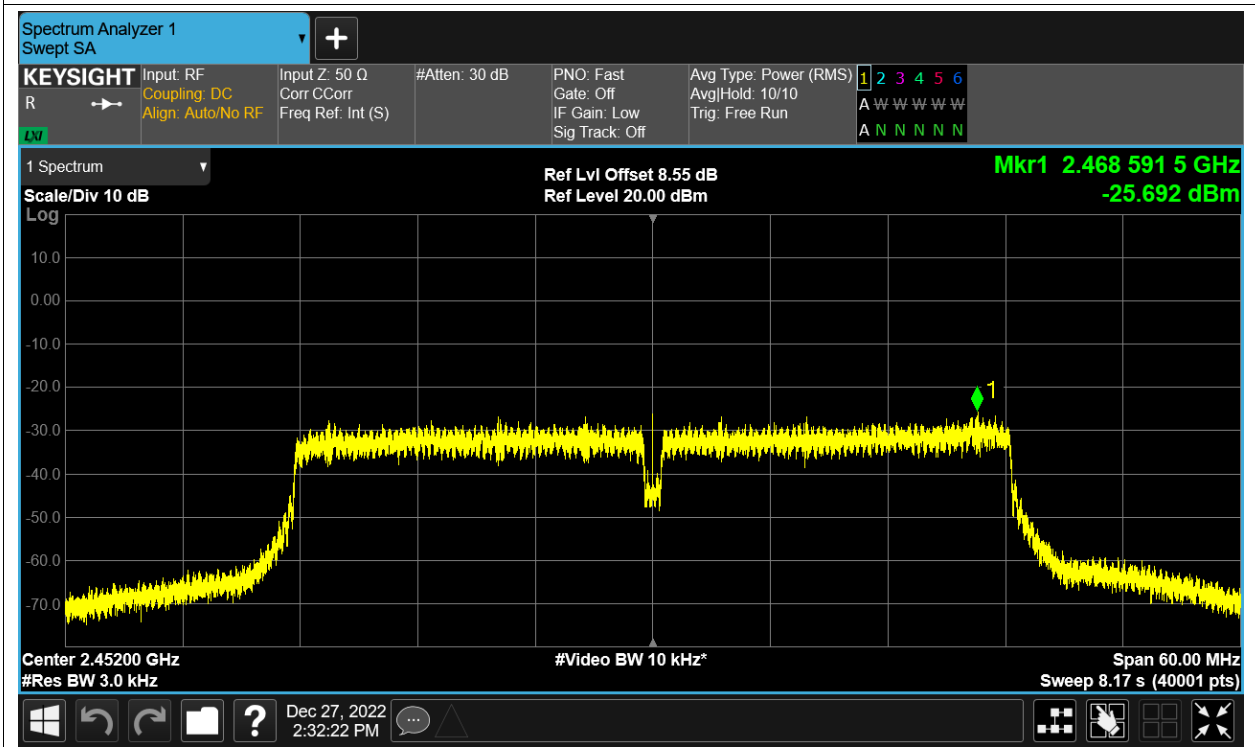 Spectrum Analyzer 1
Swept SA
KEYSIGHT
R
LXI
Input: RF
Coupling: DC
Align: Auto/No RF
Input Z: 50 Ω
Corr CCorr
Freq Ref: Int (S)
#Atten: 30 dB
PNO: Fast
Gate: Off
IF Gain: Low
Sig Track: Off
Avg Type: Power (RMS)
Avg|Hold: 10/10
Trig: Free Run
1 2 3 4 5 6
A W W W W W
A N N N N N
1 Spectrum
Scale/Div 10 dB
Log
Ref Lvl Offset 8.55 dB
Ref Level 20.00 dBm
Mkr1 2.468 591 5 GHz
-25.692 dBm
10.0
0.00
-10.0
-20.0
1
-30.0
-40.0
-50.0
-60.0
-70.0
Center 2.45200 GHz
#Res BW 3.0 kHz
#Video BW 10 kHz*
Span 60.00 MHz
Sweep 8.17 s (40001 pts)
?
Dec 27, 2022
2:32:22 PM